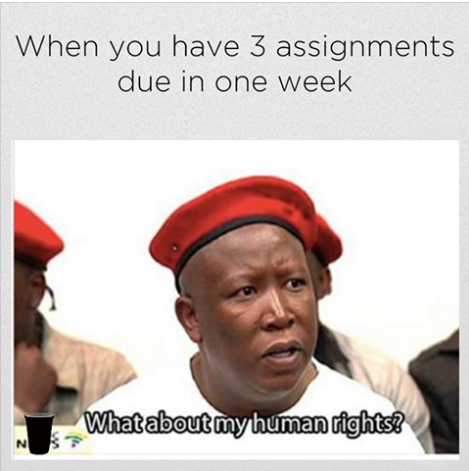 When you have 3 assignments
due in one week
What about my human rights?